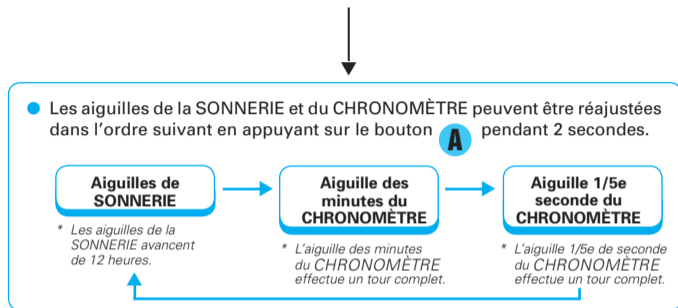 ● Les aiguilles de la SONNERIE et du CHRONOMÈTRE peuvent être réajustées
dans l'ordre suivant en appuyant sur le bouton A pendant 2 secondes.
Aiguilles de
SONNERIE
* Les aiguilles de la
SONNERIE avancent
de 12 heures.
Aiguille des
minutes du
CHRONOMÈTRE
* L'aiguille des minutes
du CHRONOMÈTRE
effectue un tour complet.
Aiguille 1/5e
seconde du
CHRONOMÈTRE
* L'aiguille 1/5e de seconde
du CHRONOMÈTRE
effectue un tour complet.